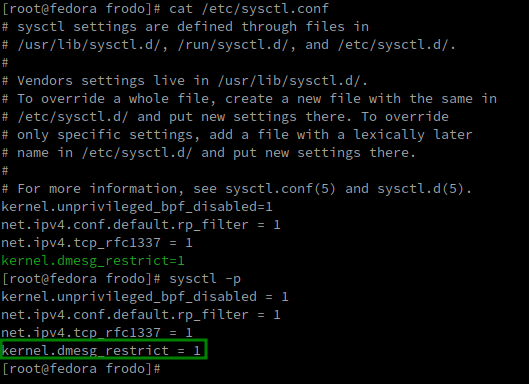 [root@fedora frodo]# cat /etc/sysctl.conf
# sysctl settings are defined through files in
# /usr/lib/sysctl.d/, /run/sysctl.d/, and /etc/sysctl.d/.
#
# Vendors settings live in /usr/lib/sysctl.d/.
# To override a whole file, create a new file with the same in
# /etc/sysctl.d/ and put new settings there. To override
# only specific settings, add a file with a lexically later
# name in /etc/sysctl.d/ and put new settings there.
#
# For more information, see sysctl.conf(5) and sysctl.d(5).
kernel.unprivileged_bpf_disabled=1
net.ipv4.conf.default.rp_filter = 1
net.ipv4.tcp_rfc1337 = 1
kernel.dmesg_restrict=1
[root@fedora frodo]# sysctl -p
kernel.unprivileged_bpf_disabled = 1
net.ipv4.conf.default.rp_filter = 1
net.ipv4.tcp_rfc1337 = 1
kernel.dmesg_restrict = 1
[root@fedora frodo]#